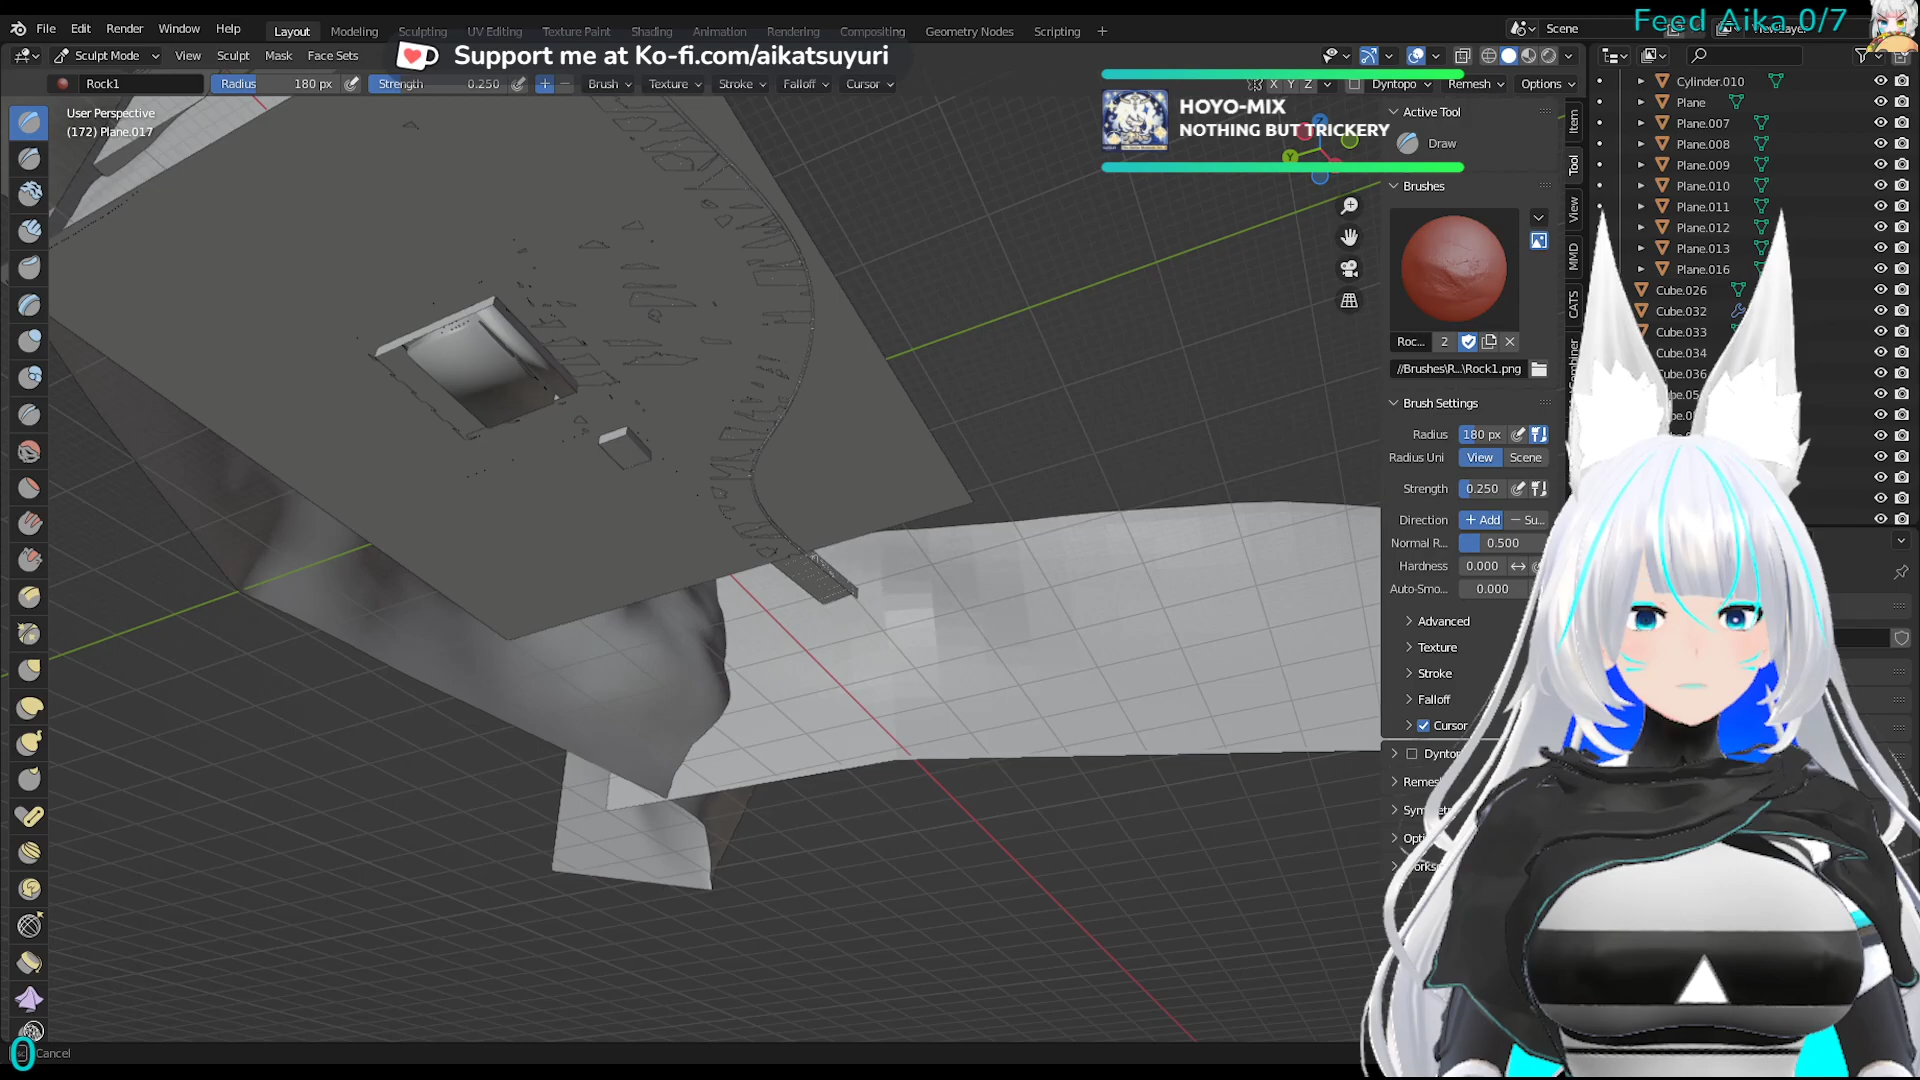 File Edit Render Window Help Layout Modeling Sculpting UV Editing Texture Paint Shading Animation Rendering Compositing Geometry Nodes Scripting +
Scene
Feed Aika 0/7
Sculpt Mode View Sculpt Mask Face Sets
Support me at Ko-fi.com/aikatsuyuri
Rock1 Radius 180 px Strength 0.250 Brush Texture Stroke Falloff Cursor
X Y Z Dyntopo Remesh Options
User Perspective
(172) Plane.017
HOYO-MIX
NOTHING BUT TRICKERY
Active Tool
Draw
Brushes
Roc... 2
//Brushes\R...\Rock1.png
Brush Settings
Radius 180 px
Radius Uni View Scene
Strength 0.250
Direction + Add − Su...
Normal R... 0.500
Hardness 0.000
Auto-Smo... 0.000
Advanced
Texture
Stroke
Falloff
Cursor
Item
Tool
View
MMD
CATS
Cylinder.010
Plane
Plane.007
Plane.008
Plane.009
Plane.010
Plane.011
Plane.012
Plane.013
Plane.016
Cube.026
Cube.032
Cube.033
Cube.034
0 Cancel